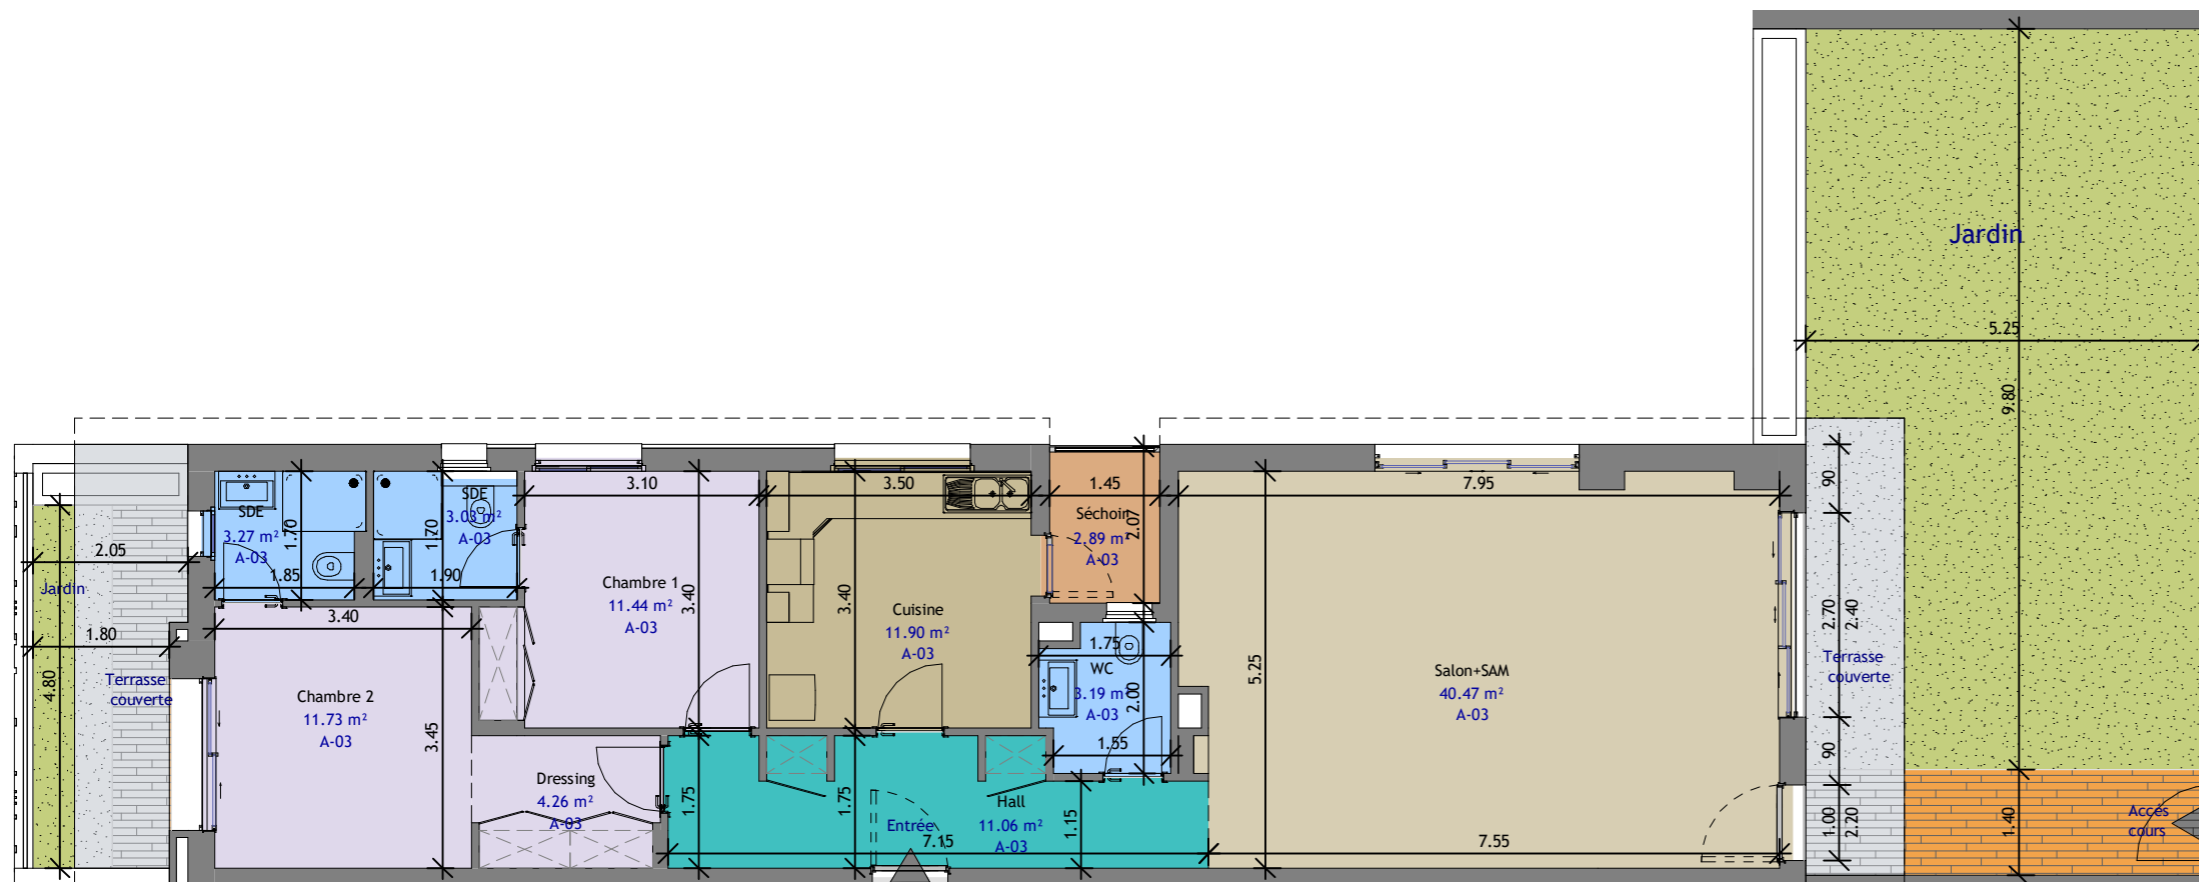 Jardin
5.25
9.80
3.10
3.50
1.45
7.95
90
SDE
3.27 m²
A-03
1.70
SDE
3.03 m²
A-03
1.70
Séchoir
2.89 m²
A-03
2.07
2.05
1.85
1.90
Jardin
1.80
4.80
Terrasse
couverte
3.40
Chambre 1
11.44 m²
A-03
3.40
Cuisine
11.90 m²
A-03
3.40
1.75
WC
3.19 m²
A-03
2.00
1.55
5.25
Salon+SAM
40.47 m²
A-03
2.70
2.40
Terrasse
couverte
Chambre 2
11.73 m²
A-03
3.45
Dressing
4.26 m²
A-03
1.75
1.75
Entrée
7.15
Hall
11.06 m²
A-03
1.15
7.55
90
1.00
2.20
1.40
Accés
cours